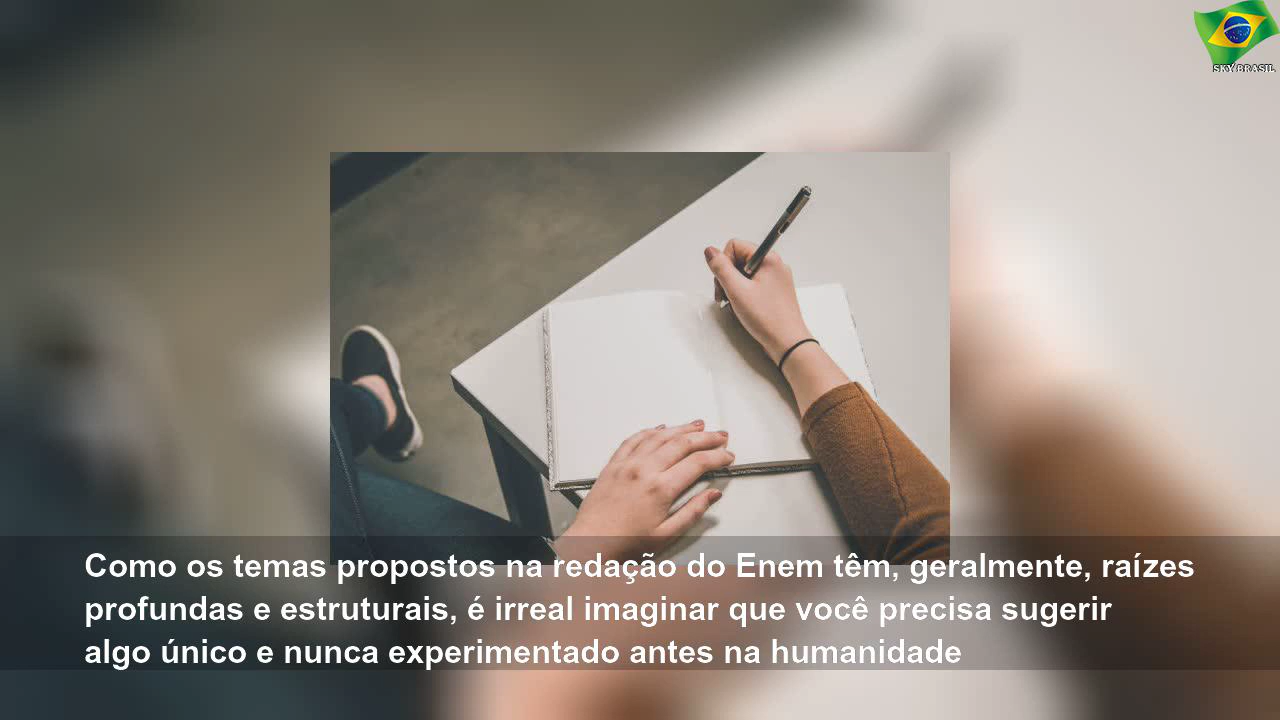 SKY BRASIL
Como os temas propostos na redação do Enem têm, geralmente, raízes
profundas e estruturais, é irreal imaginar que você precisa sugerir
algo único e nunca experimentado antes na humanidade